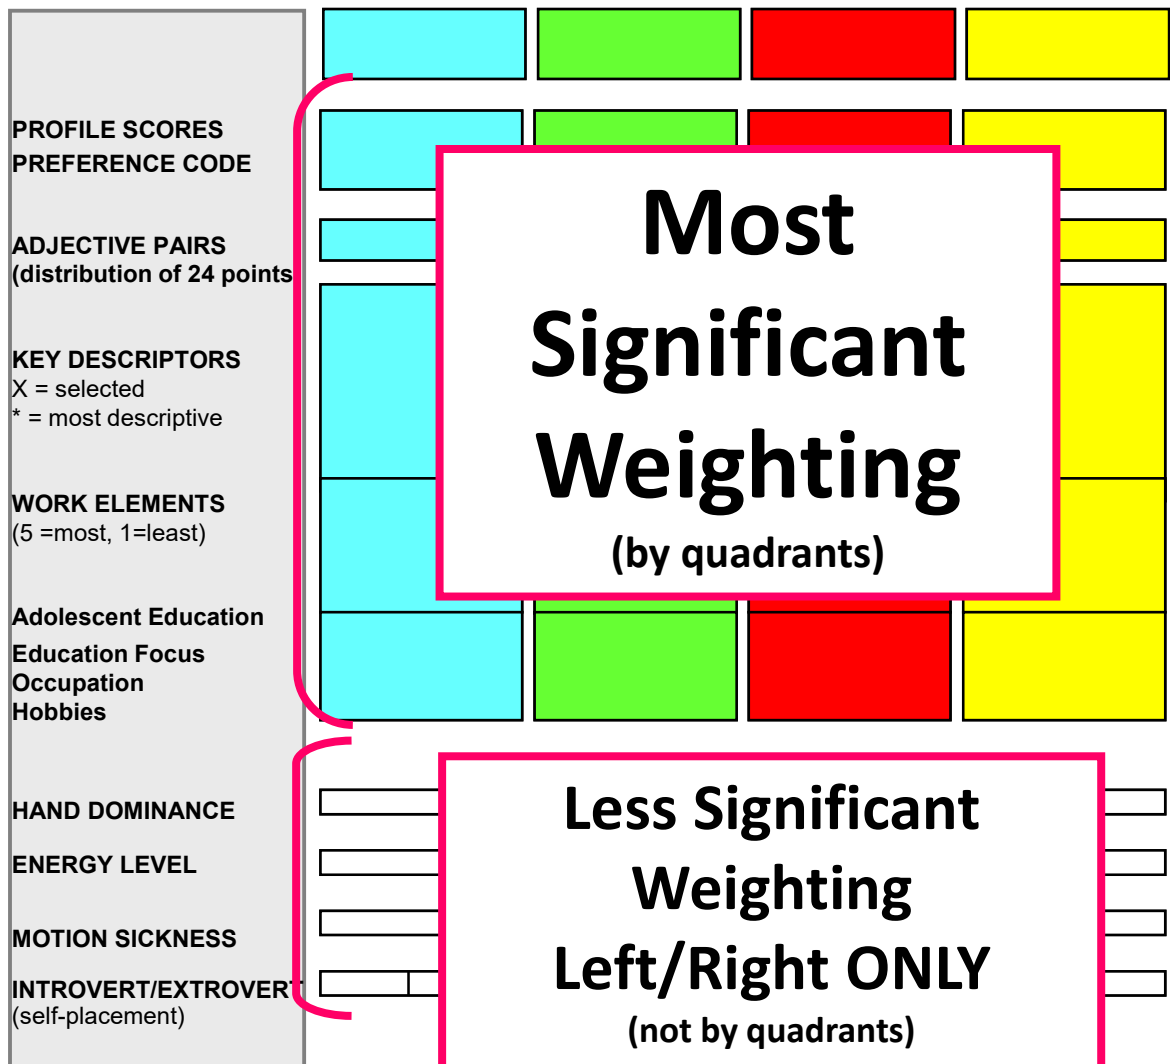 PROFILE SCORES
PREFERENCE CODE
ADJECTIVE PAIRS
(distribution of 24 points
KEY DESCRIPTORS
X = selected
* = most descriptive
WORK ELEMENTS
(5 =most, 1=least)
Adolescent Education
Education Focus
Occupation
Hobbies
HAND DOMINANCE
ENERGY LEVEL
MOTION SICKNESS
INTROVERT/EXTROVERT
(self-placement)
Most
Significant
Weighting
(by quadrants)
Less Significant
Weighting
Left/Right ONLY
(not by quadrants)